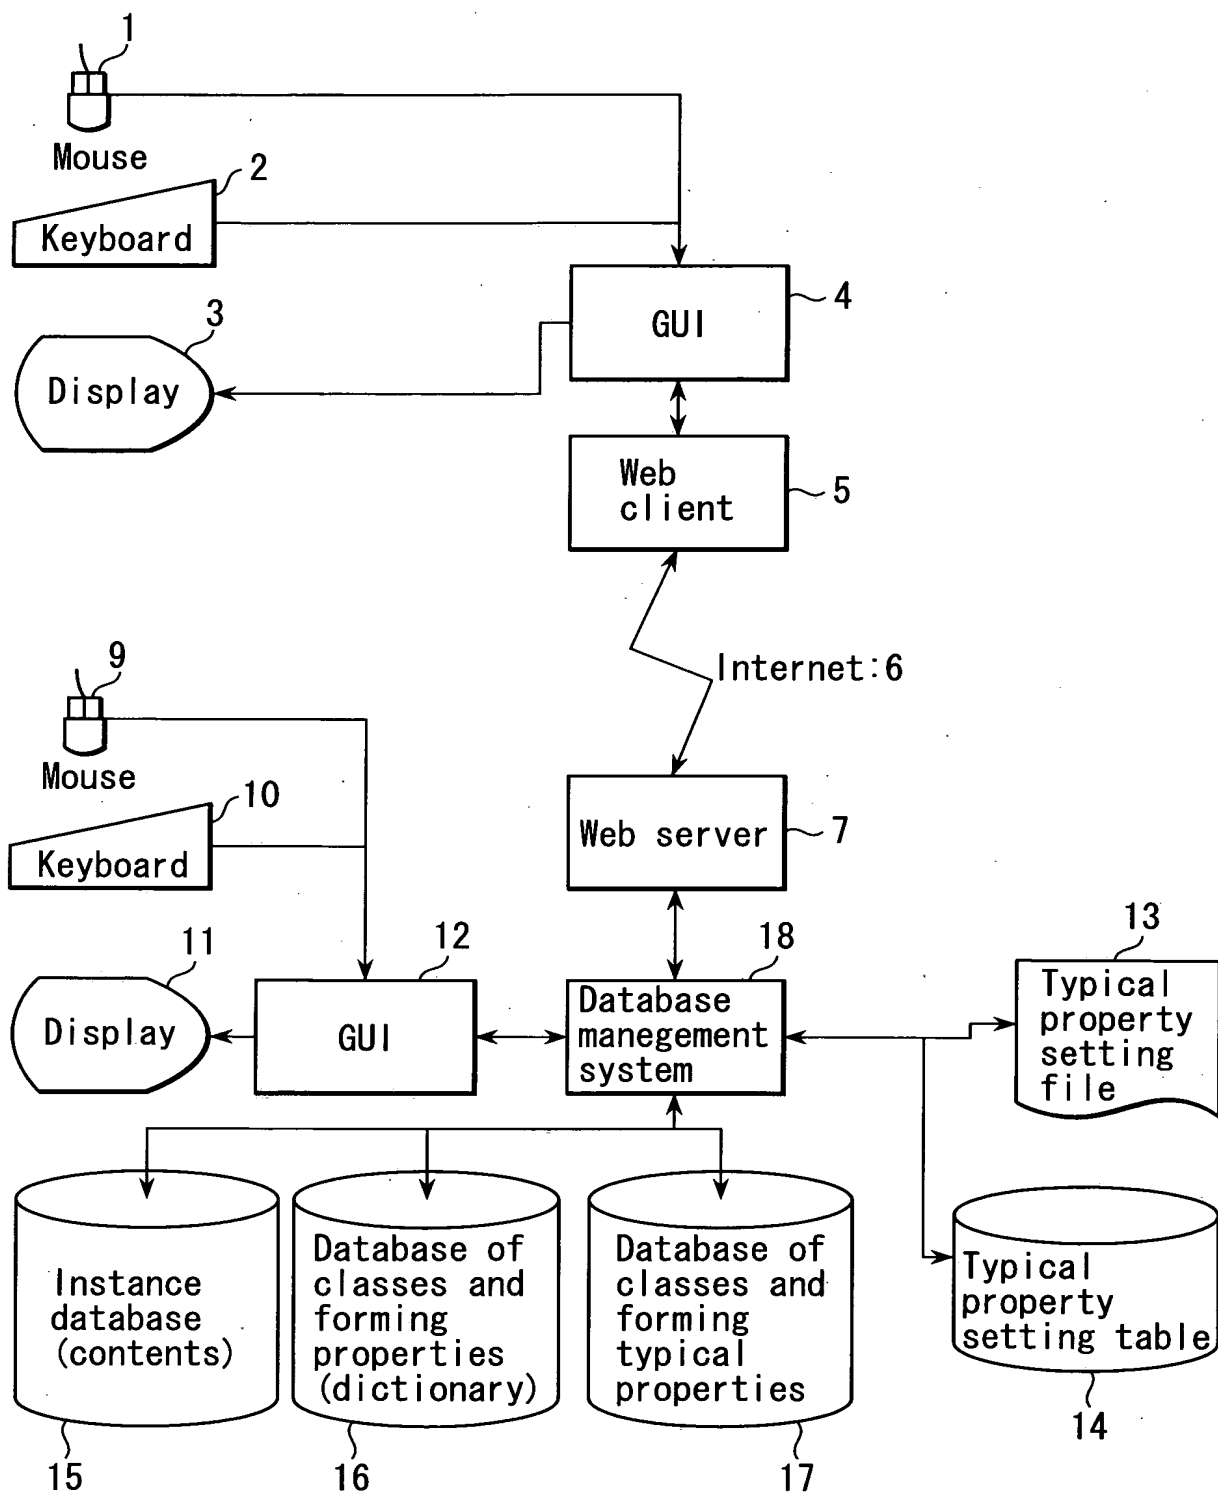 1
Mouse
2
Keyboard
3
Display
4
GUI
5
Web
client
Internet:6
9
Mouse
10
Keyboard
7
Web server
11
Display
12
GUI
18
Database
manegement
system
13
Typical
property
setting
file
Instance
database
(contents)
15
Database of
classes and
forming
properties
(dictionary)
16
Database of
classes and
forming
typical
properties
17
Typical
property
setting table
14